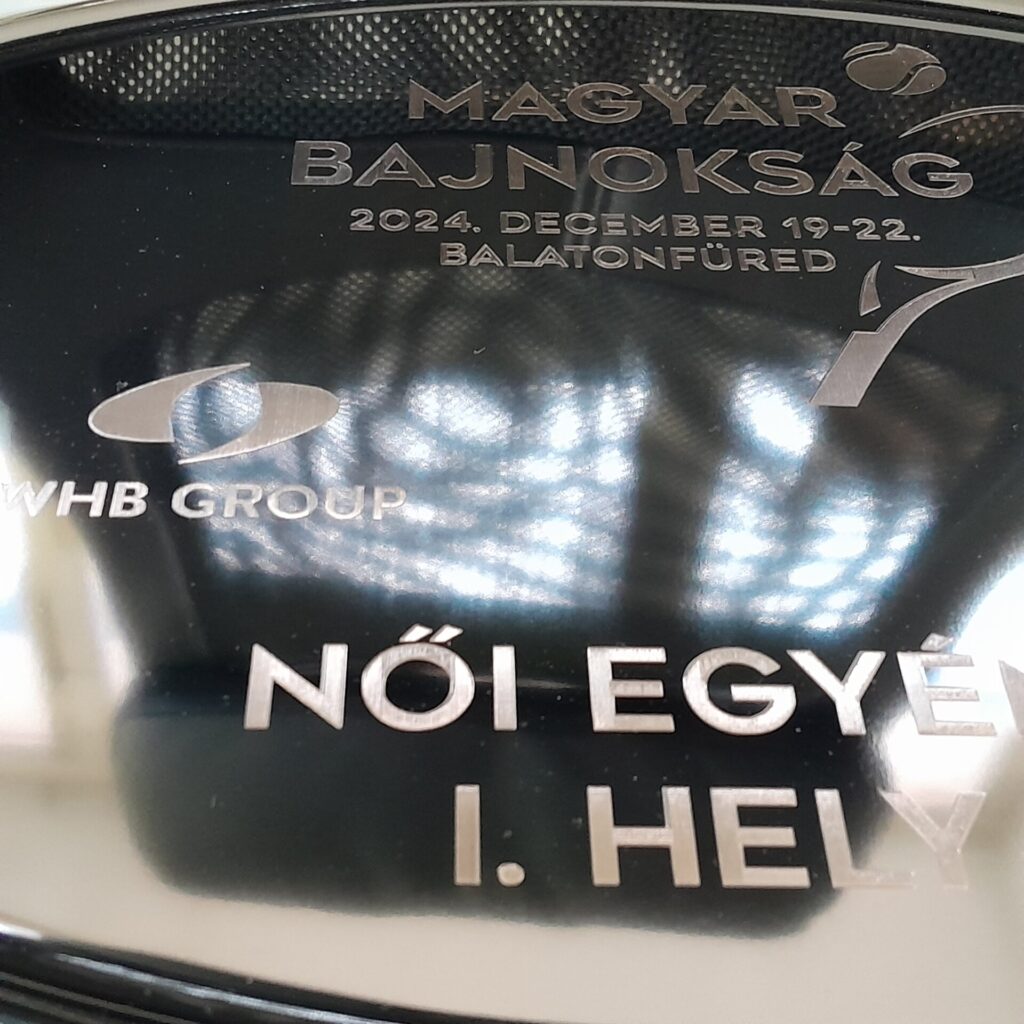 MAGYAR
BAJNOKSÁG
2024. DECEMBER 19-22.
BALATONFÜRED
WHB GROUP
NŐI EGYÉ
I. HELY